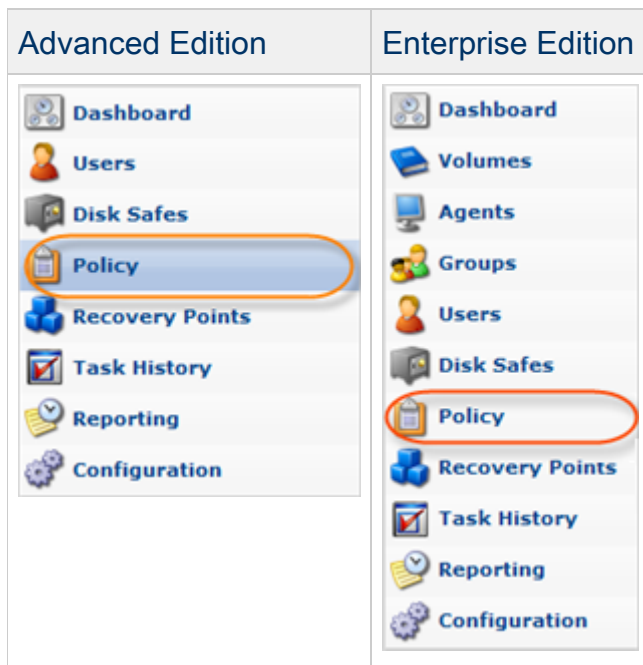 Advanced Edition
Enterprise Edition
Dashboard
Users
Disk Safes
Policy
Recovery Points
Task History
Reporting
Configuration
Dashboard
Volumes
Agents
Groups
Users
Disk Safes
Policy
Recovery Points
Task History
Reporting
Configuration